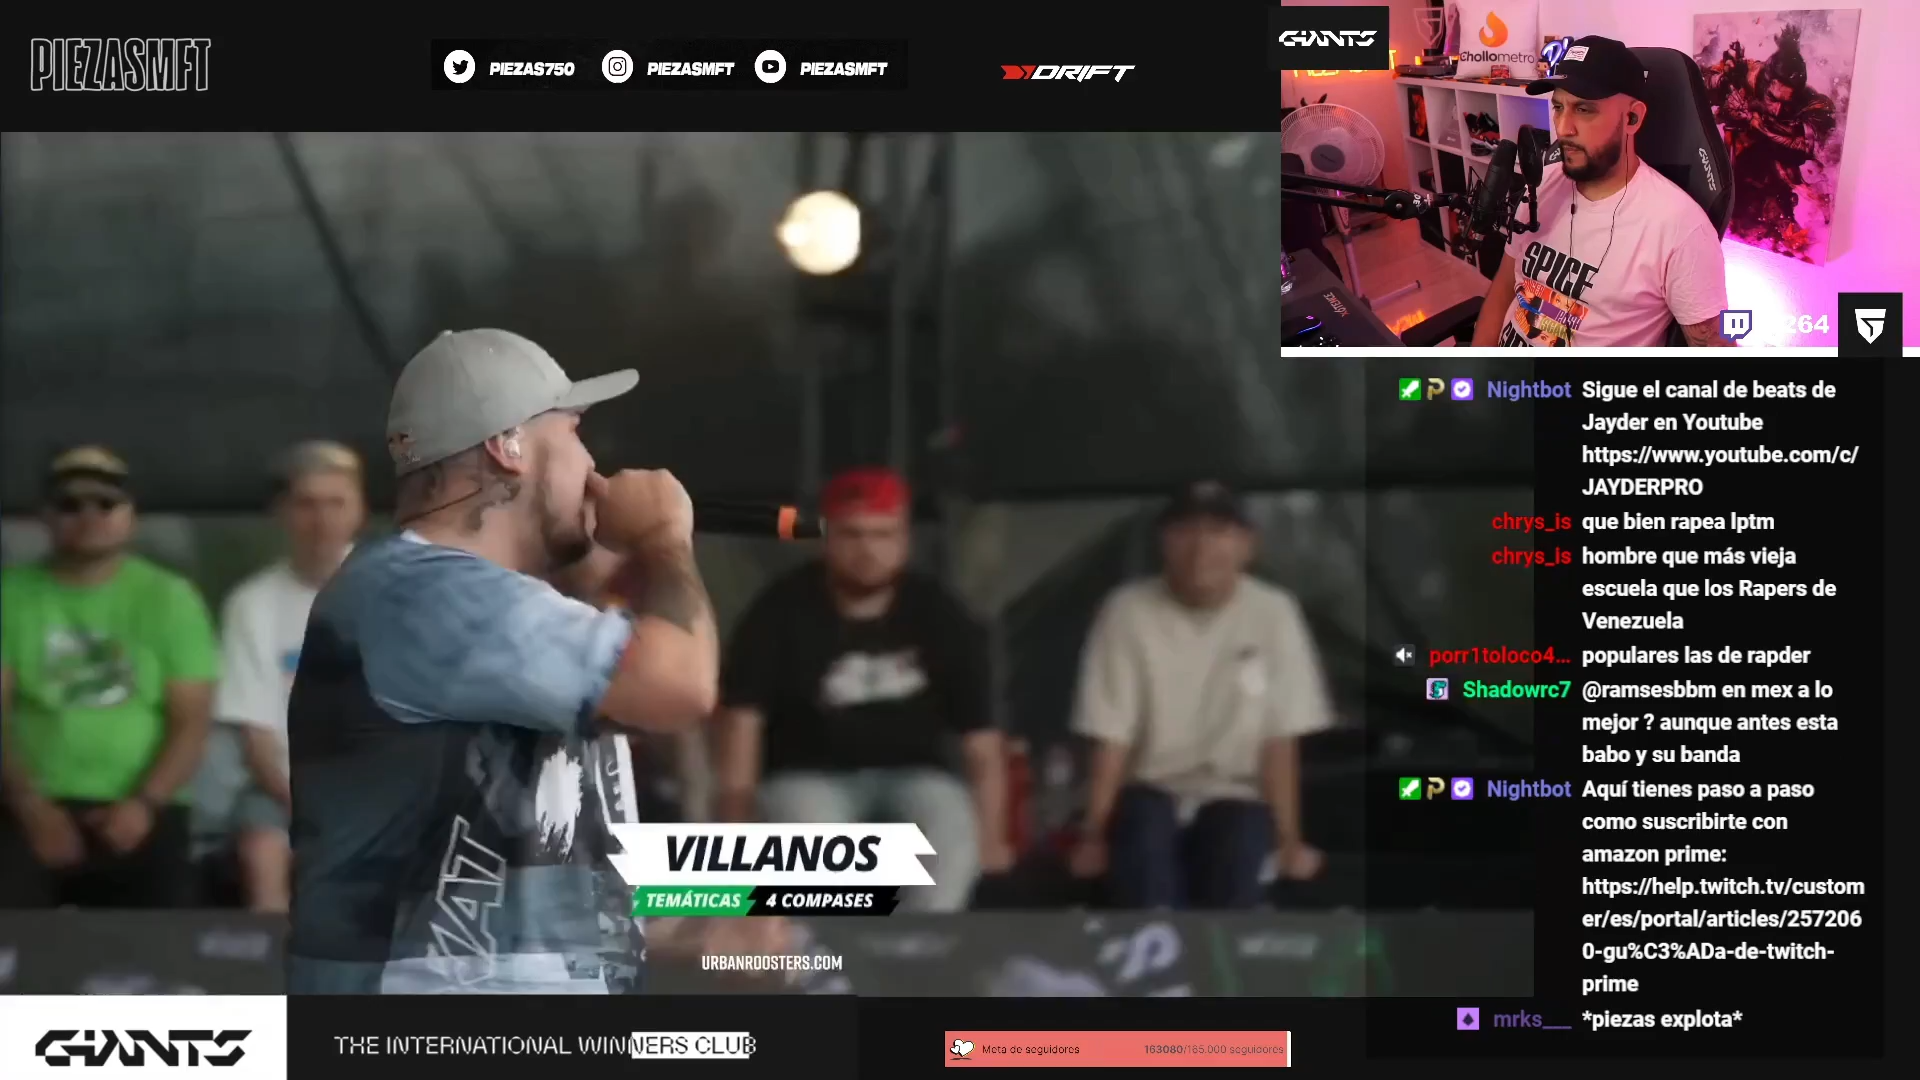 PIEZASMFT
PIEZAS750
PIEZASMFT
PIEZASMFT
DRIFT
GIANTS
chollometro
SPICE
264
Nightbot Sigue el canal de beats de
Jayder en Youtube
https://www.youtube.com/c/
JAYDERPRO
chrys_is que bien rapea lptm
chrys_is hombre que más vieja
escuela que los Rapers de
Venezuela
porr1toloco4... populares las de rapder
Shadowrc7 @ramsesbbm en mex a lo
mejor ? aunque antes esta
babo y su banda
Nightbot Aquí tienes paso a paso
como suscribirte con
amazon prime:
https://help.twitch.tv/custom
er/es/portal/articles/257206
0-gu%C3%ADa-de-twitch-
prime
mrks___ *piezas explota*
VILLANOS
TEMÁTICAS 4 COMPASES
URBANROOSTERS.COM
GIANTS
THE INTERNATIONAL WINNERS CLUB
Meta de seguidores 163080/165.000 seguidores